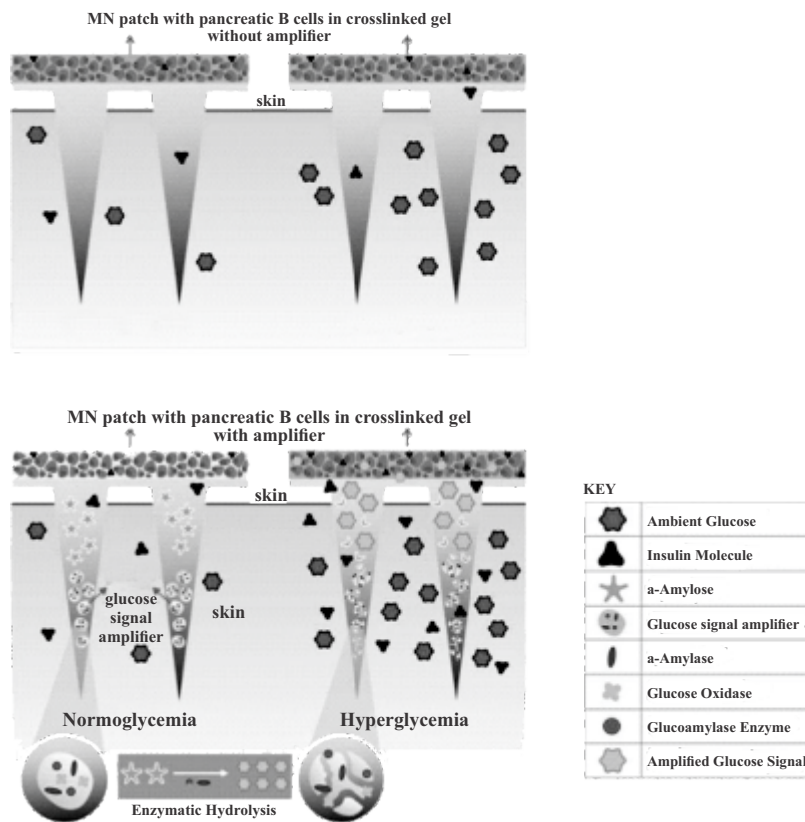 MN patch with pancreatic B cells in crosslinked gel
without amplifier
skin
MN patch with pancreatic B cells in crosslinked gel
with amplifier
skin
glucose
signal
amplifier
skin
Normoglycemia
Hyperglycemia
Enzymatic Hydrolysis
KEY
Ambient Glucose
Insulin Molecule
a-Amylose
Glucose signal amplifier
a-Amylase
Glucose Oxidase
Glucoamylase Enzyme
Amplified Glucose Signal